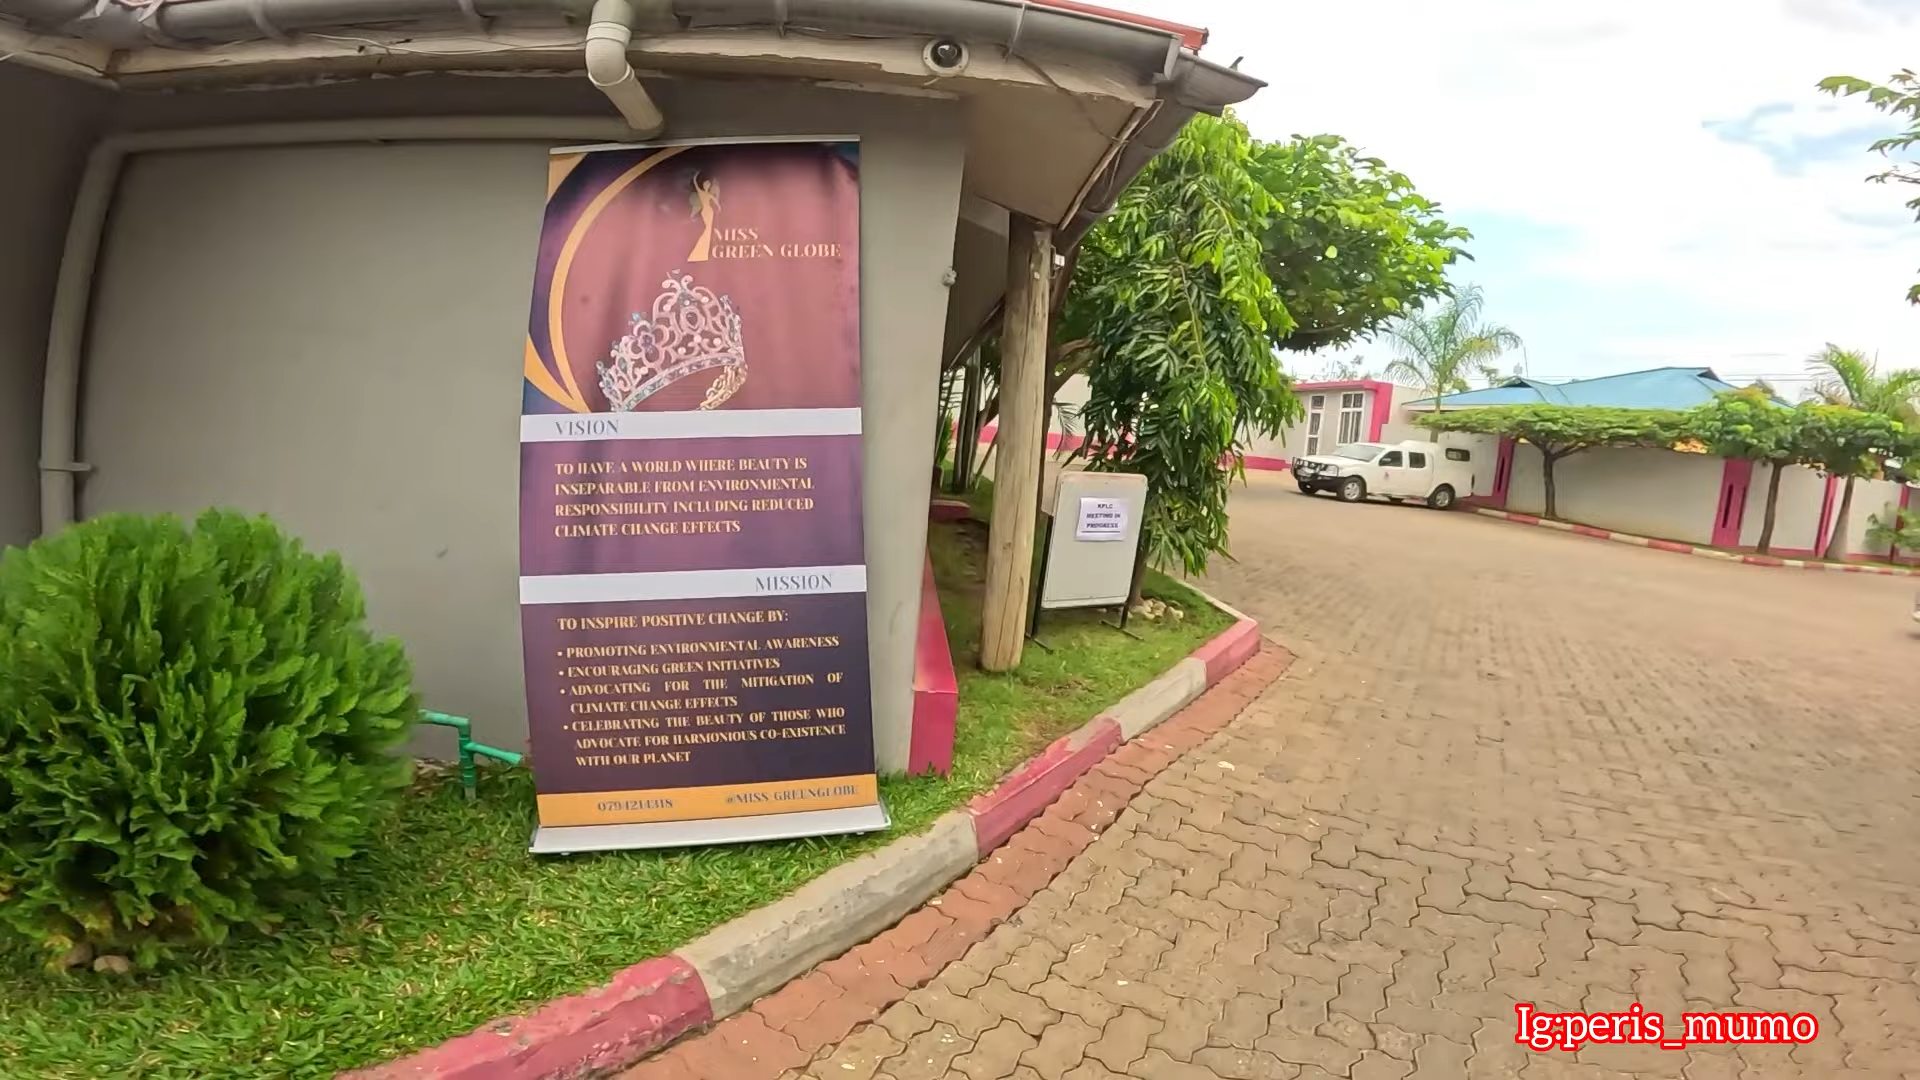 MISS
GREEN GLOBE
VISION
TO HAVE A WORLD WHERE BEAUTY IS
INSEPARABLE FROM ENVIRONMENTAL
RESPONSIBILITY INCLUDING REDUCED
CLIMATE CHANGE EFFECTS
MISSION
TO INSPIRE POSITIVE CHANGE BY:
• PROMOTING ENVIRONMENTAL AWARENESS
• ENCOURAGING GREEN INITIATIVES
• ADVOCATING FOR THE MITIGATION OF
CLIMATE CHANGE EFFECTS
• CELEBRATING THE BEAUTY OF THOSE WHO
ADVOCATE FOR HARMONIOUS CO-EXISTENCE
WITH OUR PLANET
0794214318 @MISS GREENGLOBE
KPLC
MEETING IN
PROGRESS
Ig:peris_mumo